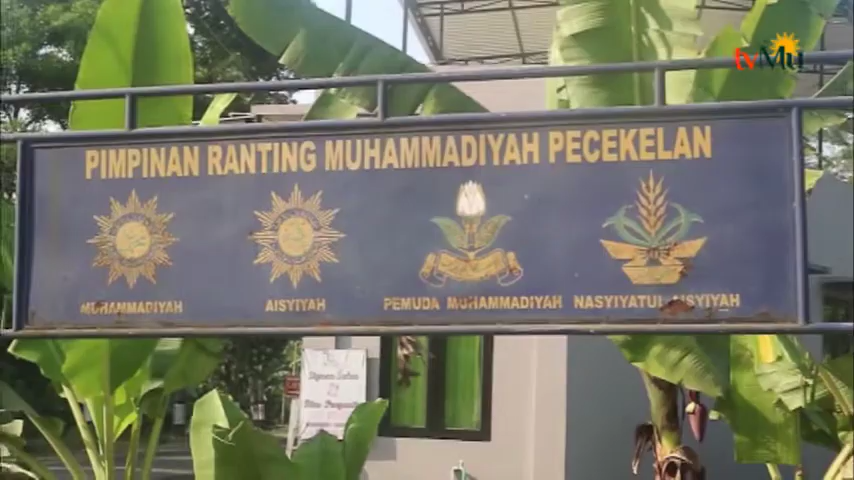 tvMu
PIMPINAN RANTING MUHAMMADIYAH PECEKELAN
MUHAMMADIYAH
AISYIYAH
PEMUDA MUHAMMADIYAH
NASYIYATUL AISYIYAH